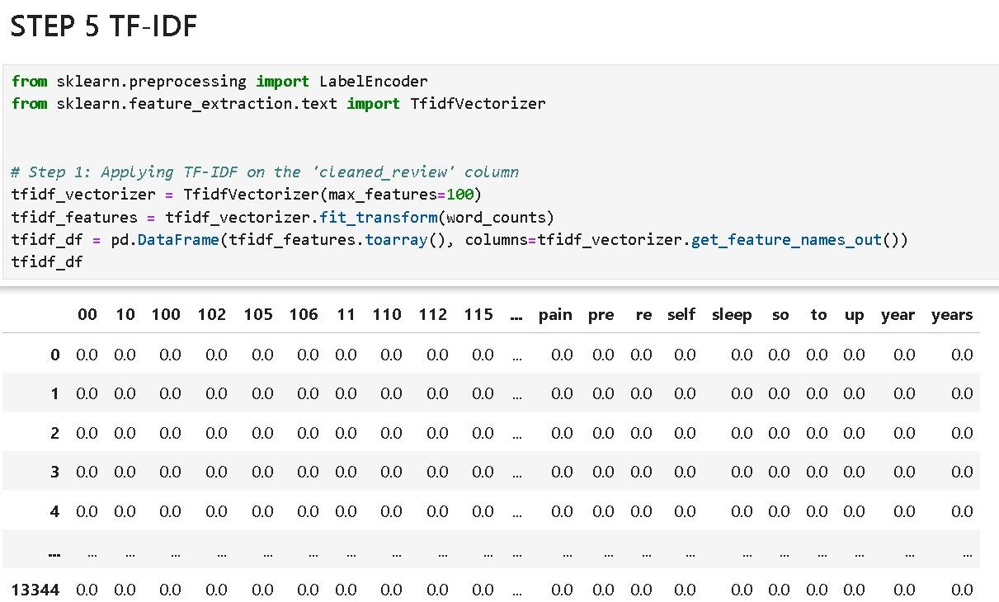 STEP 5 TF-IDF
from sklearn.preprocessing import LabelEncoder
from sklearn.feature_extraction.text import TfidfVectorizer
# Step 1: Applying TF-IDF on the 'cleaned_review' column
tfidf_vectorizer = TfidfVectorizer(max_features=100)
tfidf_features = tfidf_vectorizer.fit_transform(word_counts)
tfidf_df = pd.DataFrame(tfidf_features.toarray(), columns=tfidf_vectorizer.get_feature_names_out())
tfidf_df
00 10 100 102 105 106 11 110 112 115 ... pain pre re self sleep so to up year years
0 0.0 0.0 0.0 0.0 0.0 0.0 0.0 0.0 0.0 0.0 ... 0.0 0.0 0.0 0.0 0.0 0.0 0.0 0.0 0.0 0.0
1 0.0 0.0 0.0 0.0 0.0 0.0 0.0 0.0 0.0 0.0 ... 0.0 0.0 0.0 0.0 0.0 0.0 0.0 0.0 0.0 0.0
2 0.0 0.0 0.0 0.0 0.0 0.0 0.0 0.0 0.0 0.0 ... 0.0 0.0 0.0 0.0 0.0 0.0 0.0 0.0 0.0 0.0
3 0.0 0.0 0.0 0.0 0.0 0.0 0.0 0.0 0.0 0.0 ... 0.0 0.0 0.0 0.0 0.0 0.0 0.0 0.0 0.0 0.0
4 0.0 0.0 0.0 0.0 0.0 0.0 0.0 0.0 0.0 0.0 ... 0.0 0.0 0.0 0.0 0.0 0.0 0.0 0.0 0.0 0.0
... ... ... ... ... ... ... ... ... ... ... ... ... ... ... ... ... ... ... ... ... ...
13344 0.0 0.0 0.0 0.0 0.0 0.0 0.0 0.0 0.0 0.0 ... 0.0 0.0 0.0 0.0 0.0 0.0 0.0 0.0 0.0 0.0